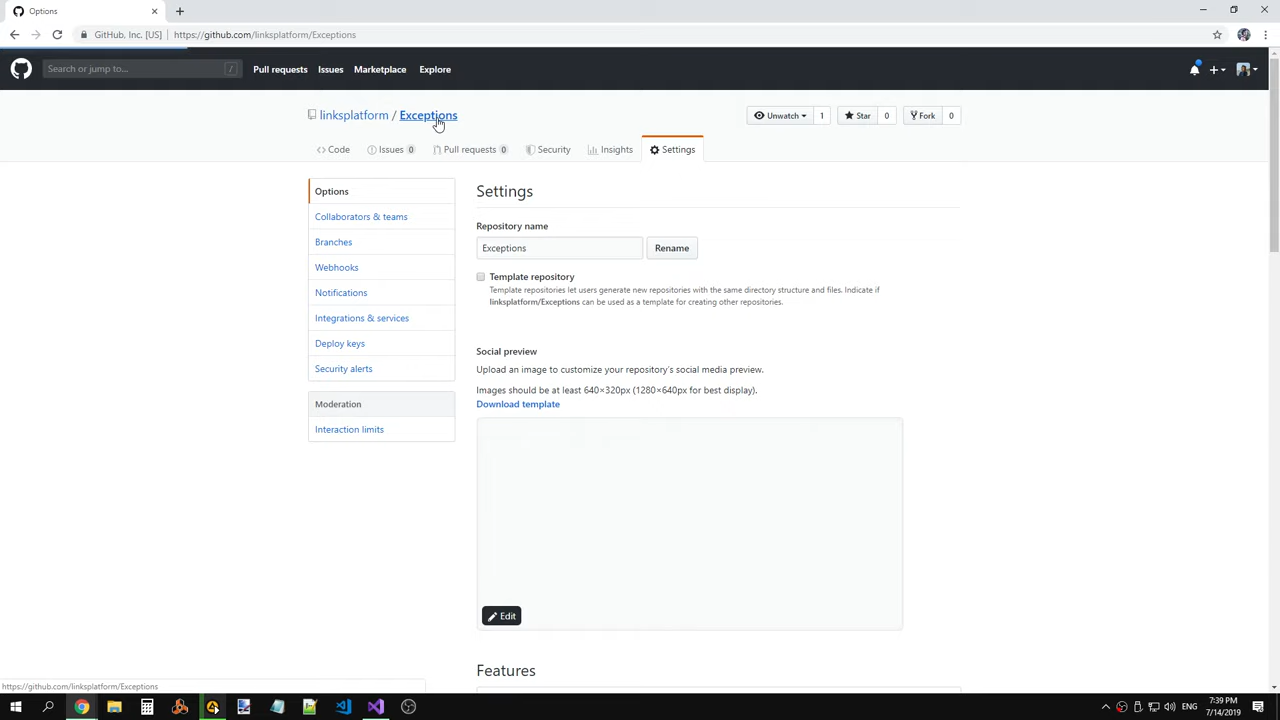 Options
GitHub, Inc. [US] https://github.com/linksplatform/Exceptions
Search or jump to... /
Pull requests Issues Marketplace Explore
linksplatform / Exceptions
Unwatch 1 Star 0 Fork 0
Code Issues 0 Pull requests 0 Security Insights Settings
Options
Collaborators & teams
Branches
Webhooks
Notifications
Integrations & services
Deploy keys
Security alerts
Moderation
Interaction limits
Settings
Repository name
Exceptions Rename
Template repository
Template repositories let users generate new repositories with the same directory structure and files. Indicate if
linksplatform/Exceptions can be used as a template for creating other repositories.
Social preview
Upload an image to customize your repository's social media preview.
Images should be at least 640×320px (1280×640px for best display).
Download template
Edit
Features
https://github.com/linksplatform/Exceptions
ENG
7:39 PM
7/14/2019